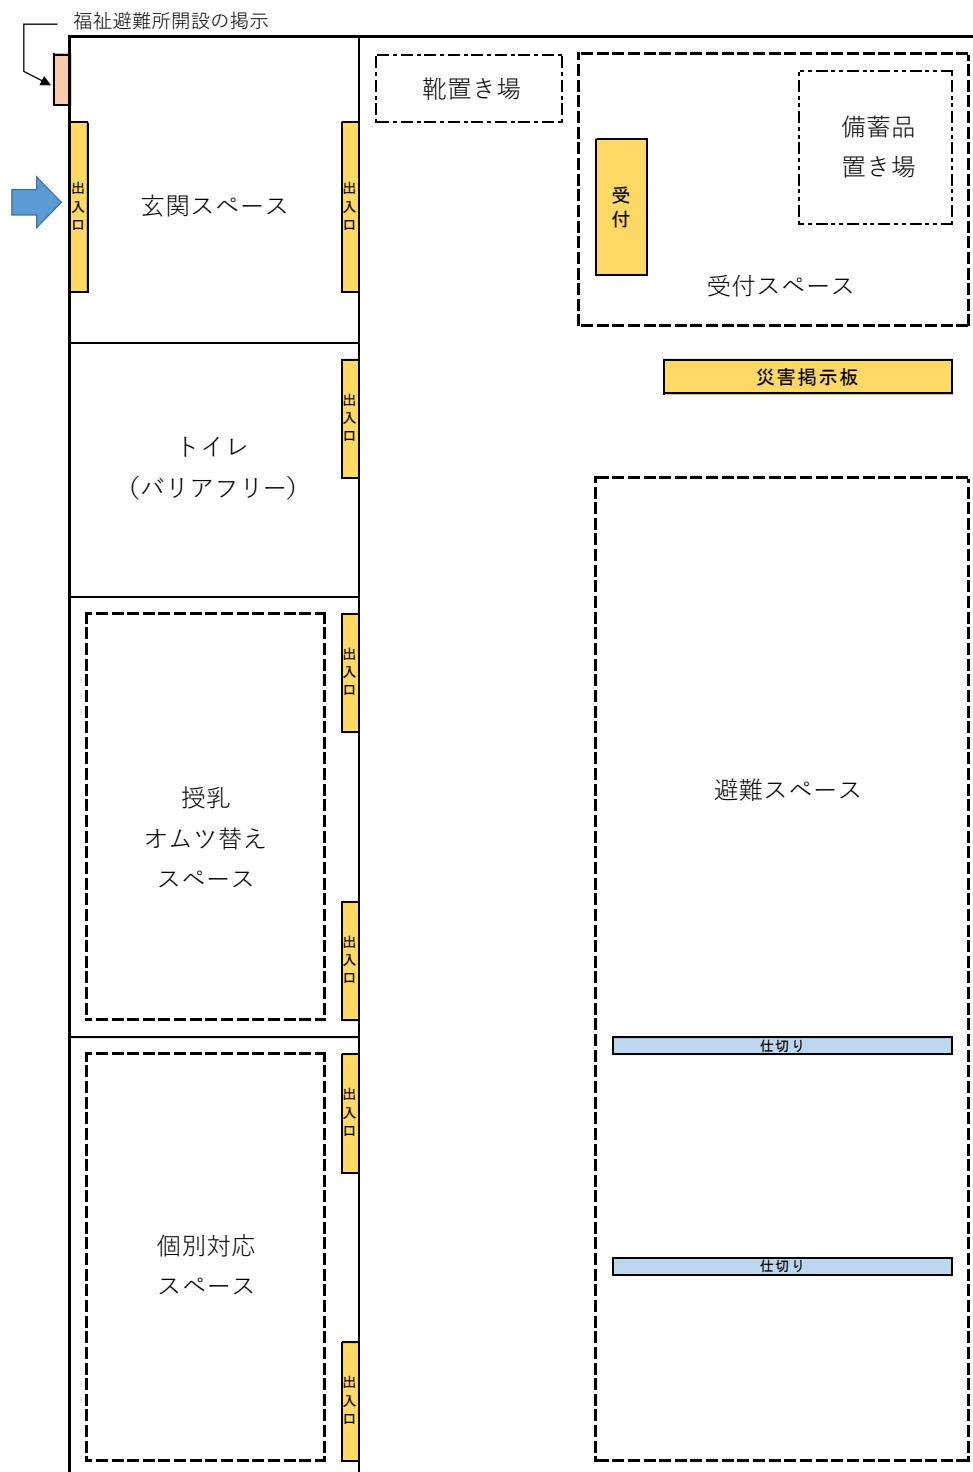 福祉避難所開設の掲示
靴置き場
備蓄品
置き場
出入口
玄関スペース
出入口
受付
受付スペース
災害掲示板
出入口
トイレ
（バリアフリー）
出入口
授乳
オムツ替え
スペース
避難スペース
出入口
仕切り
出入口
個別対応
スペース
仕切り
出入口